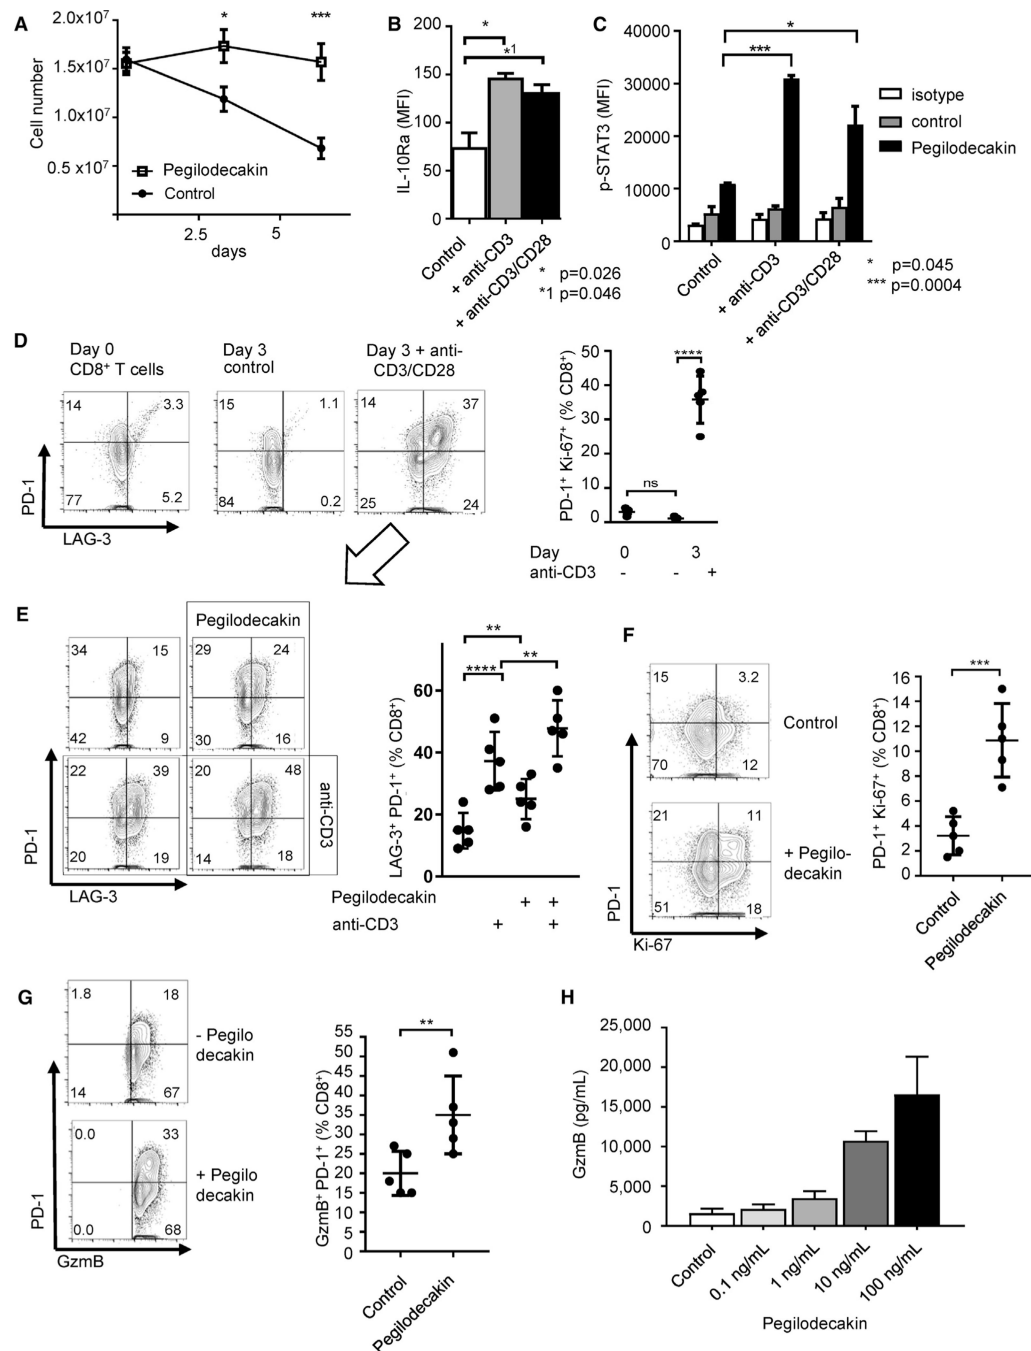 A
Cell number
2.0x10⁷
1.5x10⁷
1.0x10⁷
0.5 x10⁷
*
***
Pegilodecakin
Control
2.5
5
days
B
IL-10Ra (MFI)
200
150
100
50
0
*
*1
Control
+ anti-CD3
+ anti-CD3/CD28
* p=0.026
*1 p=0.046
C
p-STAT3 (MFI)
40000
30000
20000
10000
0
*
***
isotype
control
Pegilodecakin
Control
+ anti-CD3
+ anti-CD3/CD28
* p=0.045
*** p=0.0004
D
Day 0
CD8⁺ T cells
Day 3
control
Day 3 + anti-
CD3/CD28
14 3.3
77 5.2
15 1.1
84 0.2
14 37
25 24
PD-1
LAG-3
PD-1⁺ Ki-67⁺ (% CD8⁺)
50
40
30
20
10
0
ns
****
Day 0 3
anti-CD3 - - +
E
Pegilodecakin
34 15
42 9
29 24
30 16
22 39
20 19
20 48
14 18
anti-CD3
PD-1
LAG-3
LAG-3⁺ PD-1⁺ (% CD8⁺)
60
40
20
0
**
****
**
Pegilodecakin + +
anti-CD3 + +
F
15 3.2
70 12
Control
21 11
51 18
+ Pegilo-
decakin
PD-1
Ki-67
PD-1⁺ Ki-67⁺ (% CD8⁺)
16
14
12
10
8
6
4
2
0
***
Control
Pegilodecakin
G
1.8 18
14 67
- Pegilo
decakin
0.0 33
0.0 68
+ Pegilo
decakin
PD-1
GzmB
GzmB⁺ PD-1⁺ (% CD8⁺)
55
50
45
40
35
30
25
20
15
10
5
0
**
Control
Pegilodecakin
H
GzmB (pg/mL)
25,000
20,000
15,000
10,000
5,000
0
Control
0.1 ng/mL
1 ng/mL
10 ng/mL
100 ng/mL
Pegilodecakin